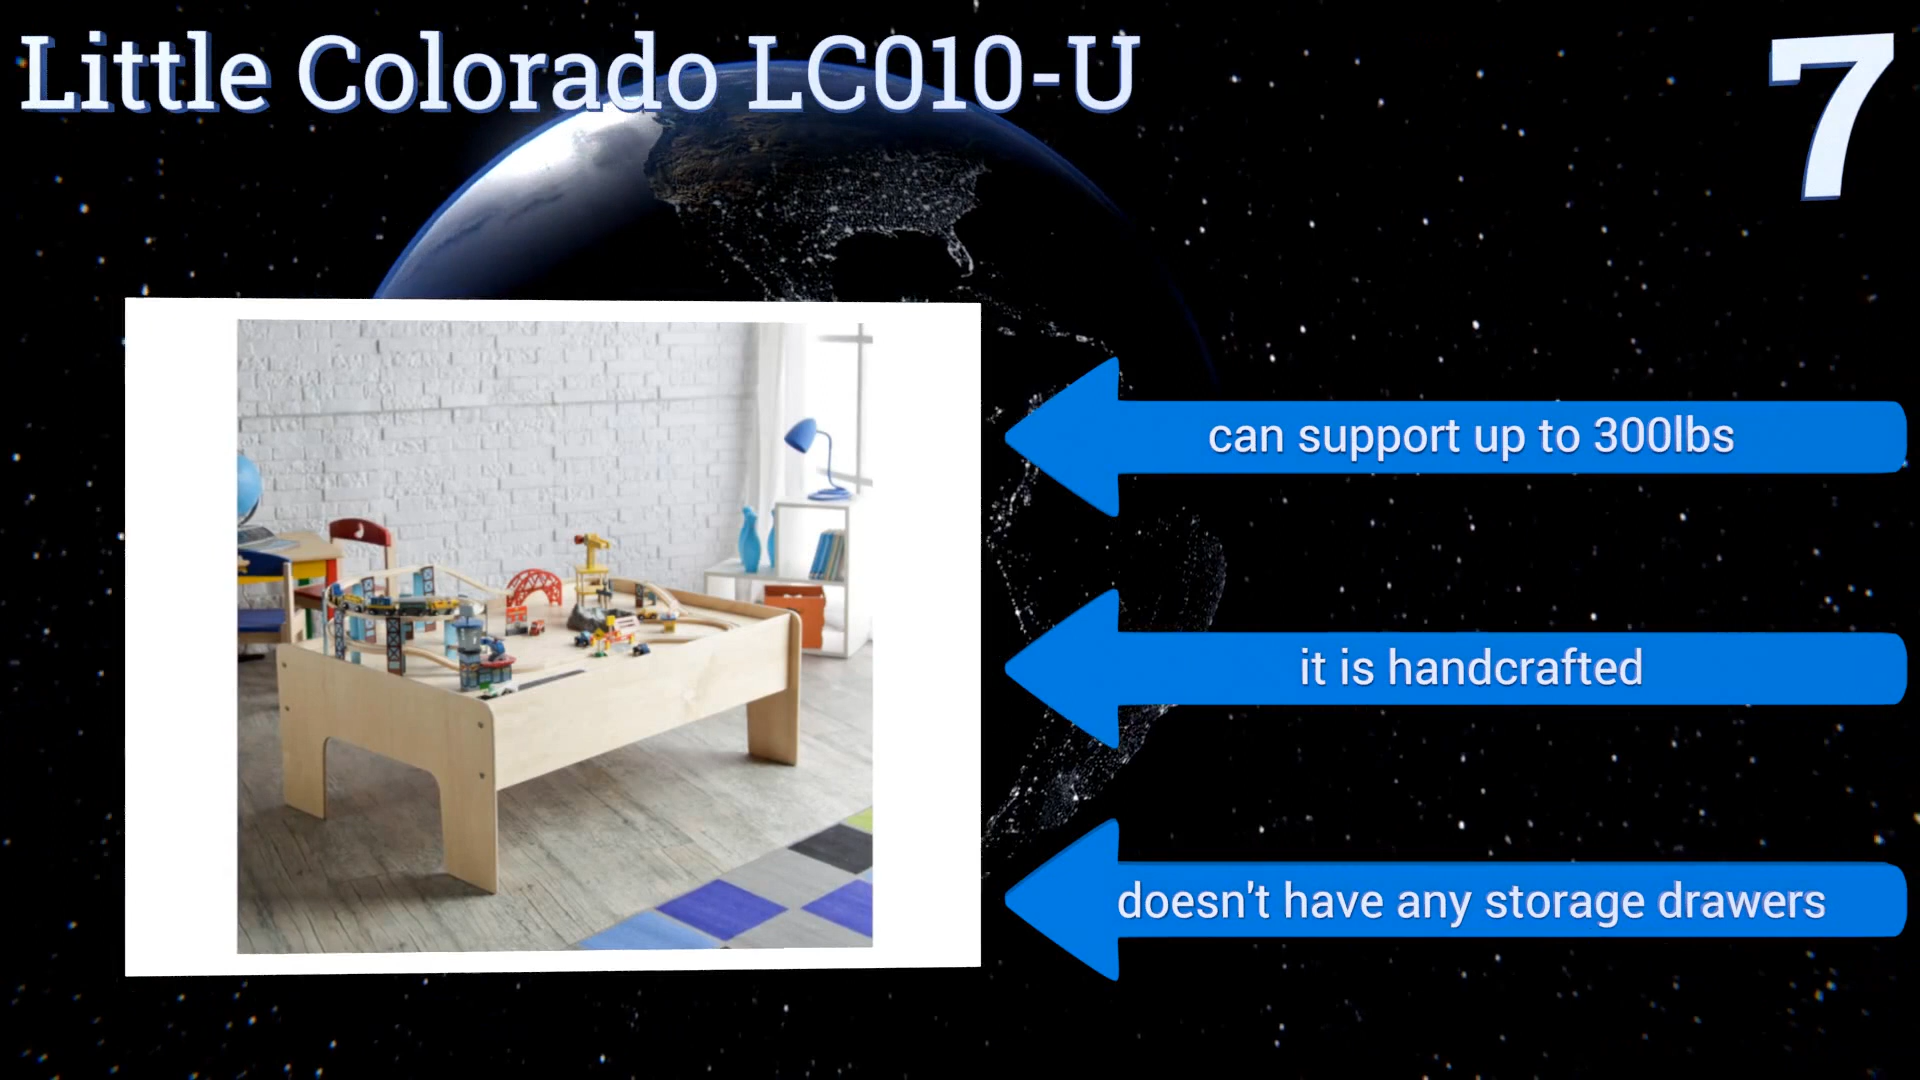 Little Colorado LC010-U
7
can support up to 300lbs
it is handcrafted
doesn't have any storage drawers